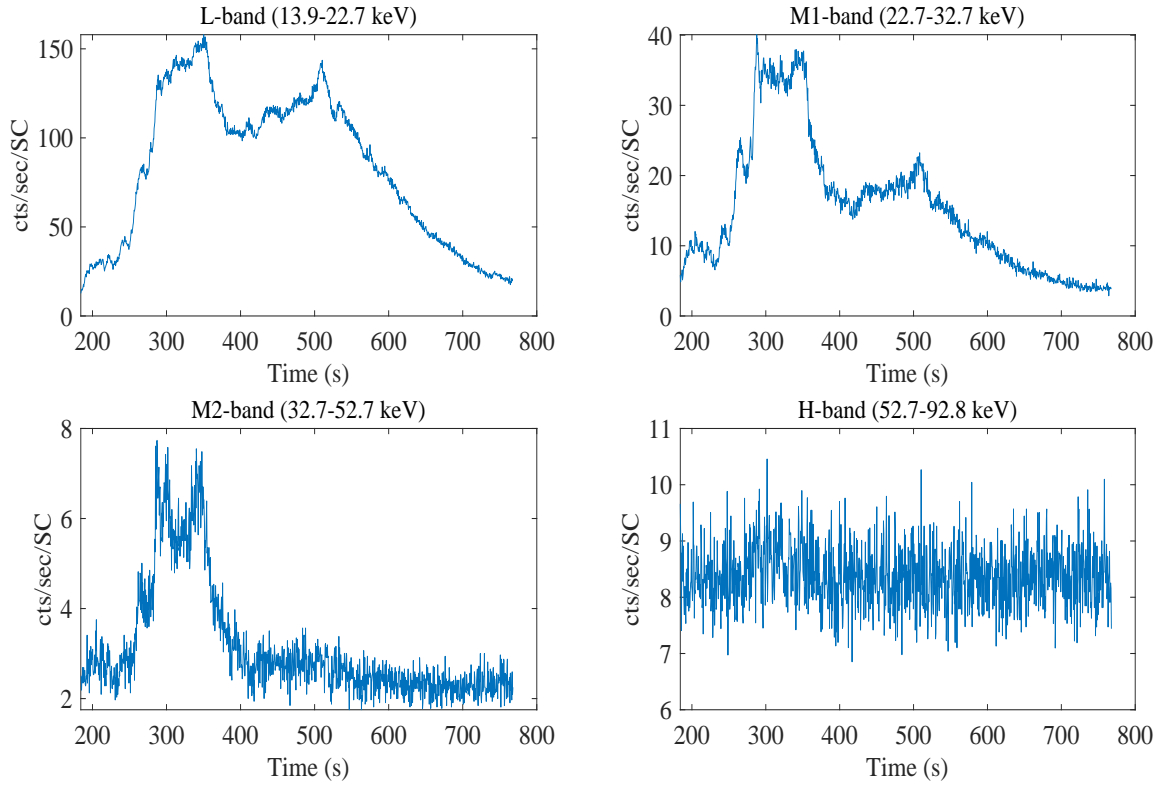 L-band (13.9-22.7 keV)
150
100
50
0
cts/sec/SC
200 300 400 500 600 700 800
Time (s)
M1-band (22.7-32.7 keV)
40
30
20
10
0
cts/sec/SC
200 300 400 500 600 700 800
Time (s)
M2-band (32.7-52.7 keV)
8
6
4
2
cts/sec/SC
200 300 400 500 600 700 800
Time (s)
H-band (52.7-92.8 keV)
11
10
9
8
7
6
cts/sec/SC
200 300 400 500 600 700 800
Time (s)